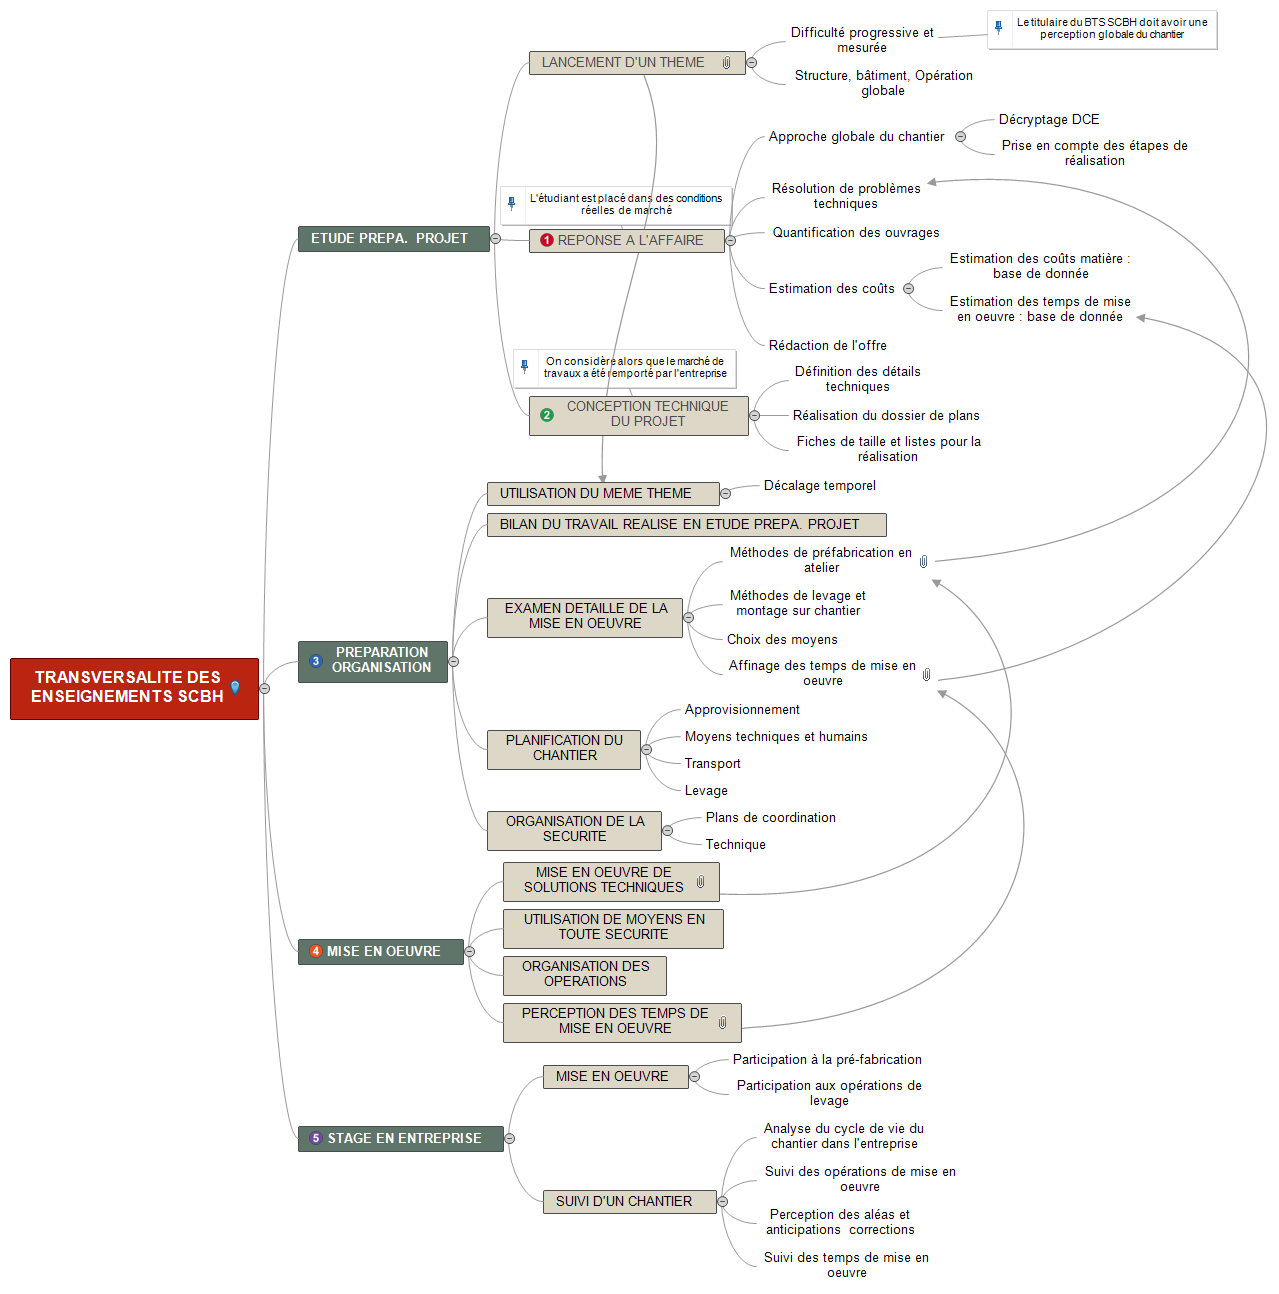 TRANSVERSALITE DES
ENSEIGNEMENTS SCBH
ETUDE PREPA. PROJET
LANCEMENT D'UN THEME
Difficulté progressive et
mesurée
Le titulaire du BTS SCBH doit avoir une
perception globale du chantier
Structure, bâtiment, Opération
globale
L'étudiant est placé dans des conditions
réelles de marché
1 REPONSE A L'AFFAIRE
Approche globale du chantier
Décryptage DCE
Prise en compte des étapes de
réalisation
Résolution de problèmes
techniques
Quantification des ouvrages
Estimation des coûts
Estimation des coûts matière :
base de donnée
Estimation des temps de mise
en oeuvre : base de donnée
Rédaction de l'offre
On considère alors que le marché de
travaux a été remporté par l'entreprise
2 CONCEPTION TECHNIQUE
DU PROJET
Définition des détails
techniques
Réalisation du dossier de plans
Fiches de taille et listes pour la
réalisation
3 PREPARATION
ORGANISATION
UTILISATION DU MEME THEME
Décalage temporel
BILAN DU TRAVAIL REALISE EN ETUDE PREPA. PROJET
EXAMEN DETAILLE DE LA
MISE EN OEUVRE
Méthodes de préfabrication en
atelier
Méthodes de levage et
montage sur chantier
Choix des moyens
Affinage des temps de mise en
oeuvre
PLANIFICATION DU
CHANTIER
Approvisionnement
Moyens techniques et humains
Transport
Levage
ORGANISATION DE LA
SECURITE
Plans de coordination
Technique
4 MISE EN OEUVRE
MISE EN OEUVRE DE
SOLUTIONS TECHNIQUES
UTILISATION DE MOYENS EN
TOUTE SECURITE
ORGANISATION DES
OPERATIONS
PERCEPTION DES TEMPS DE
MISE EN OEUVRE
5 STAGE EN ENTREPRISE
MISE EN OEUVRE
Participation à la pré-fabrication
Participation aux opérations de
levage
SUIVI D'UN CHANTIER
Analyse du cycle de vie du
chantier dans l'entreprise
Suivi des opérations de mise en
oeuvre
Perception des aléas et
anticipations corrections
Suivi des temps de mise en
oeuvre